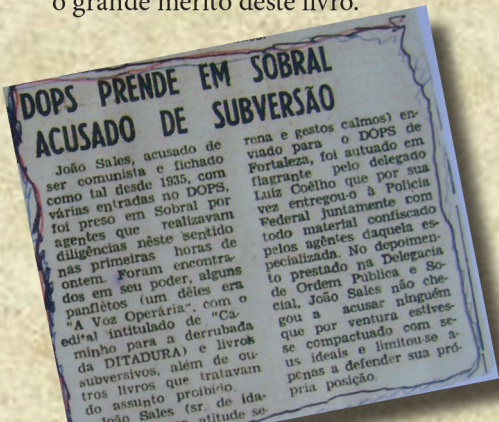 o grande mérito deste livro.
DOPS PRENDE EM SOBRAL
ACUSADO DE SUBVERSÃO
João Sales, acusado de
ser comunista e fichado
como tal desde 1935, com
várias entradas no DOPS,
foi preso em Sobral por
agentes que realizavam
diligências nêste sentido
nas primeiras horas de
ontem. Foram encontra-
dos em seu poder, alguns
panflêtos (um dêles era
"A Voz Operária", com o
edital intitulado de "Ca-
minho para a derrubada
da DITADURA) e livros
subversivos, além de ou-
tros livros que tratavam
do assunto proibido.
João Sales (sr. de ida-
atitude se-
rena e gestos calmos) en-
viado para o DOPS de
Fortaleza, foi autuado em
flagrante pelo delegado
Luiz Coêlho que por sua
vez entregou-o à Polícia
Federal juntamente com
todo material confiscado
pelos agêntes daquela es-
pecializada. No depoimen-
to prestado na Delegacia
de Ordem Pública e So-
cial, João Sales não che-
gou a acusar ninguém
que por ventura estives-
se compactuado com se-
us ideais e limitou-se a-
penas a defender sua pró-
pria posição.